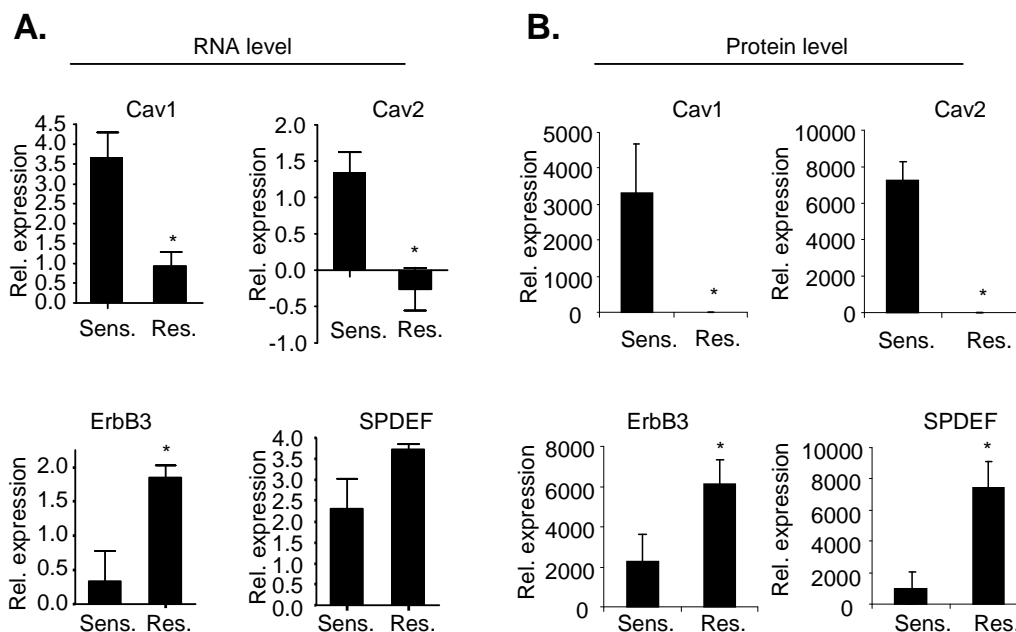 A.
RNA level
Cav1
Rel. expression
4.5
4.0
3.5
3.0
2.5
2.0
1.5
1.0
0.5
0.0
*
Sens. Res.
Cav2
Rel. expression
2.0
1.5
1.0
0.5
0.0
-0.5
-1.0
*
Sens. Res.
ErbB3
Rel. expression
2.0
1.5
1.0
0.5
0.0
*
Sens. Res.
SPDEF
Rel. expression
4.0
3.5
3.0
2.5
2.0
1.5
1.0
0.5
0.0
Sens. Res.
B.
Protein level
Cav1
Rel. expression
5000
4000
3000
2000
1000
0
*
Sens. Res.
Cav2
Rel. expression
10000
8000
6000
4000
2000
0
*
Sens. Res.
ErbB3
Rel. expression
8000
6000
4000
2000
0
*
Sens. Res.
SPDEF
Rel. expression
10000
8000
6000
4000
2000
0
*
Sens. Res.